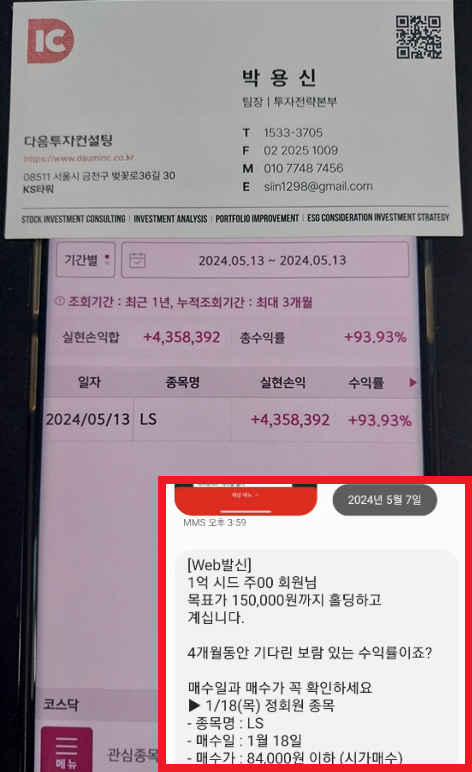 DIC
박 용 신
팀장 | 투자전략본부
다음투자컨설팅
https://www.dauminc.co.kr
08511 서울시 금천구 벚꽃로36길 30
KS타워
T 1533-3705
F 02 2025 1009
M 010 7748 7456
E siin1298@gmail.com
STOCK INVESTMENT CONSULTING | INVESTMENT ANALYSIS | PORTFOLIO IMPROVEMENT | ESG CONSIDERATION INVESTMENT STRATEGY
기간별 2024.05.13 ~ 2024.05.13
조회기간 : 최근 1년, 누적조회기간 : 최대 3개월
실현손익합 +4,358,392 총수익률 +93.93%
일자 종목명 실현손익 수익률
2024/05/13 LS +4,358,392 +93.93%
2024년 5월 7일
MMS 오후 3:59
[Web발신]
1억 시드 주00 회원님
목표가 150,000원까지 홀딩하고
계십니다.
4개월동안 기다린 보람 있는 수익률이죠?
매수일과 매수가 꼭 확인하세요
▶ 1/18(목) 정회원 종목
- 종목명 : LS
- 매수일 : 1월 18일
- 매수가 : 84,000원 이하 (시가매수)
코스닥
메뉴
관심종목